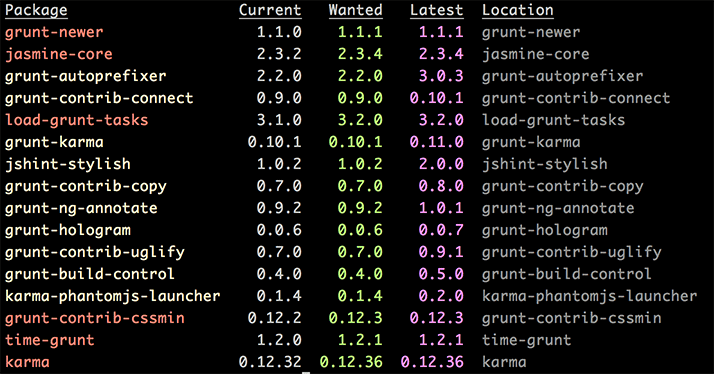 Package Current Wanted Latest Location
grunt-newer 1.1.0 1.1.1 1.1.1 grunt-newer
jasmine-core 2.3.2 2.3.4 2.3.4 jasmine-core
grunt-autoprefixer 2.2.0 2.2.0 3.0.3 grunt-autoprefixer
grunt-contrib-connect 0.9.0 0.9.0 0.10.1 grunt-contrib-connect
load-grunt-tasks 3.1.0 3.2.0 3.2.0 load-grunt-tasks
grunt-karma 0.10.1 0.10.1 0.11.0 grunt-karma
jshint-stylish 1.0.2 1.0.2 2.0.0 jshint-stylish
grunt-contrib-copy 0.7.0 0.7.0 0.8.0 grunt-contrib-copy
grunt-ng-annotate 0.9.2 0.9.2 1.0.1 grunt-ng-annotate
grunt-hologram 0.0.6 0.0.6 0.0.7 grunt-hologram
grunt-contrib-uglify 0.7.0 0.7.0 0.9.1 grunt-contrib-uglify
grunt-build-control 0.4.0 0.4.0 0.5.0 grunt-build-control
karma-phantomjs-launcher 0.1.4 0.1.4 0.2.0 karma-phantomjs-launcher
grunt-contrib-cssmin 0.12.2 0.12.3 0.12.3 grunt-contrib-cssmin
time-grunt 1.2.0 1.2.1 1.2.1 time-grunt
karma 0.12.32 0.12.36 0.12.36 karma